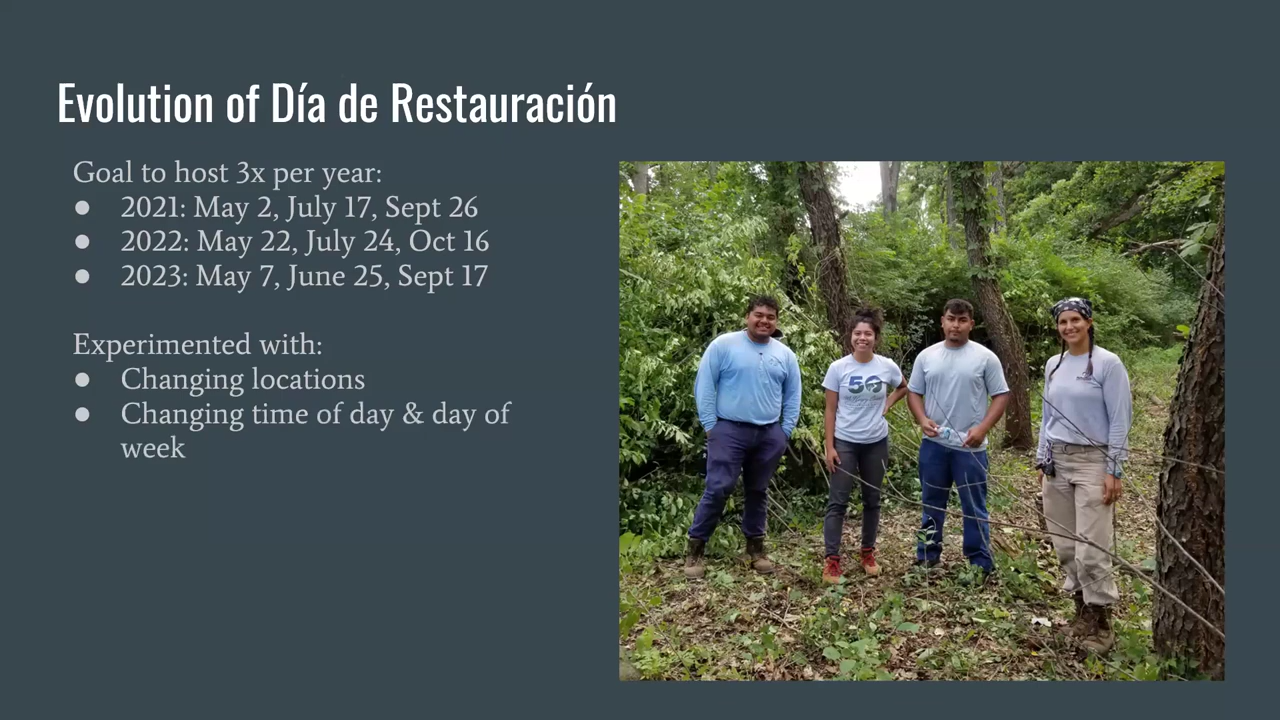 Evolution of Día de Restauración
Goal to host 3x per year:
● 2021: May 2, July 17, Sept 26
● 2022: May 22, July 24, Oct 16
● 2023: May 7, June 25, Sept 17
Experimented with:
● Changing locations
● Changing time of day & day of
week
50